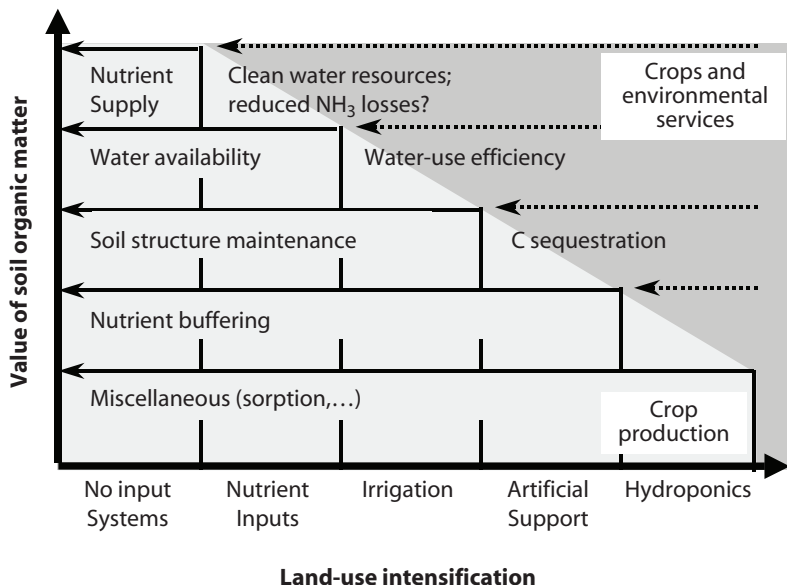 Value of soil organic matter
Nutrient
Supply
Clean water resources;
reduced NH₃ losses?
Crops and
environmental
services
Water availability
Water-use efficiency
Soil structure maintenance
C sequestration
Nutrient buffering
Miscellaneous (sorption,…)
Crop
production
No input
Systems
Nutrient
Inputs
Irrigation
Artificial
Support
Hydroponics
Land-use intensification